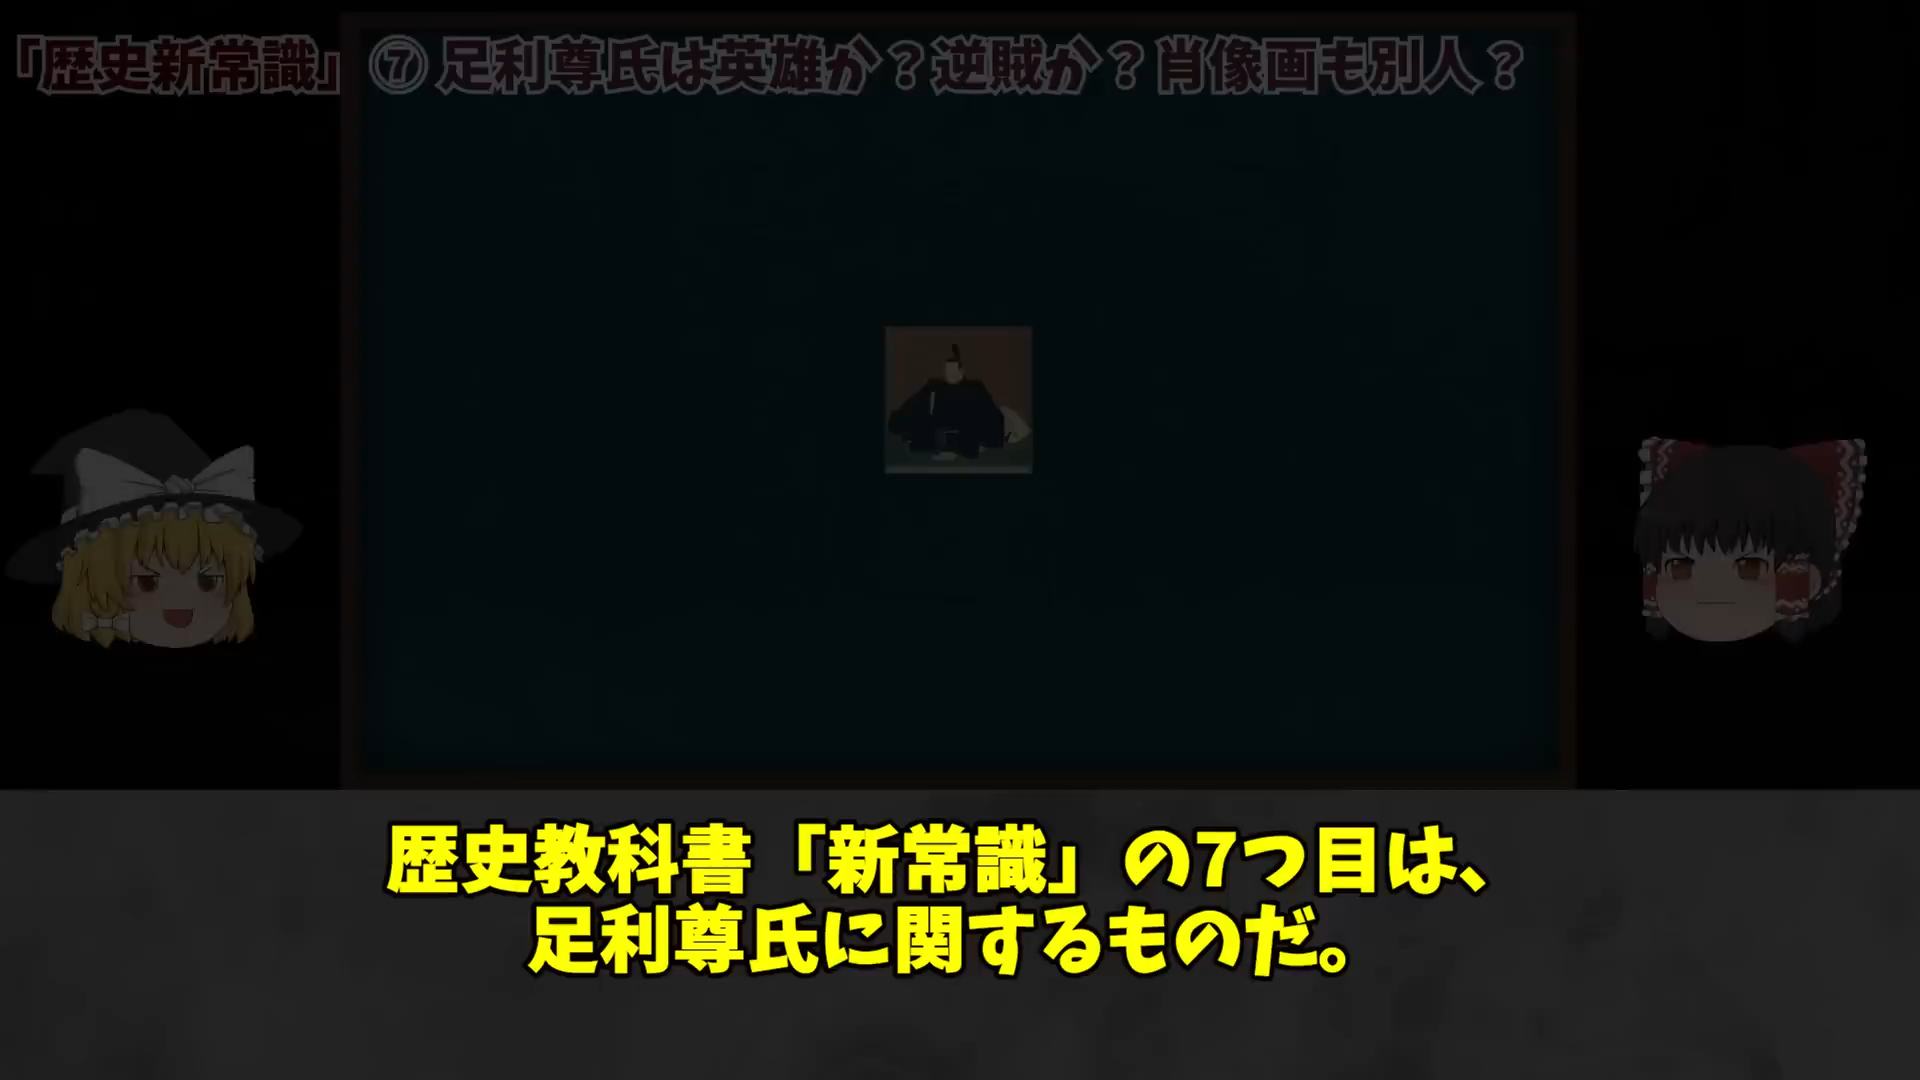 「歴史新常識」 ⑦ 足利尊氏は英雄か？逆賊か？肖像画も別人？
歴史教科書「新常識」の7つ目は、
足利尊氏に関するものだ。